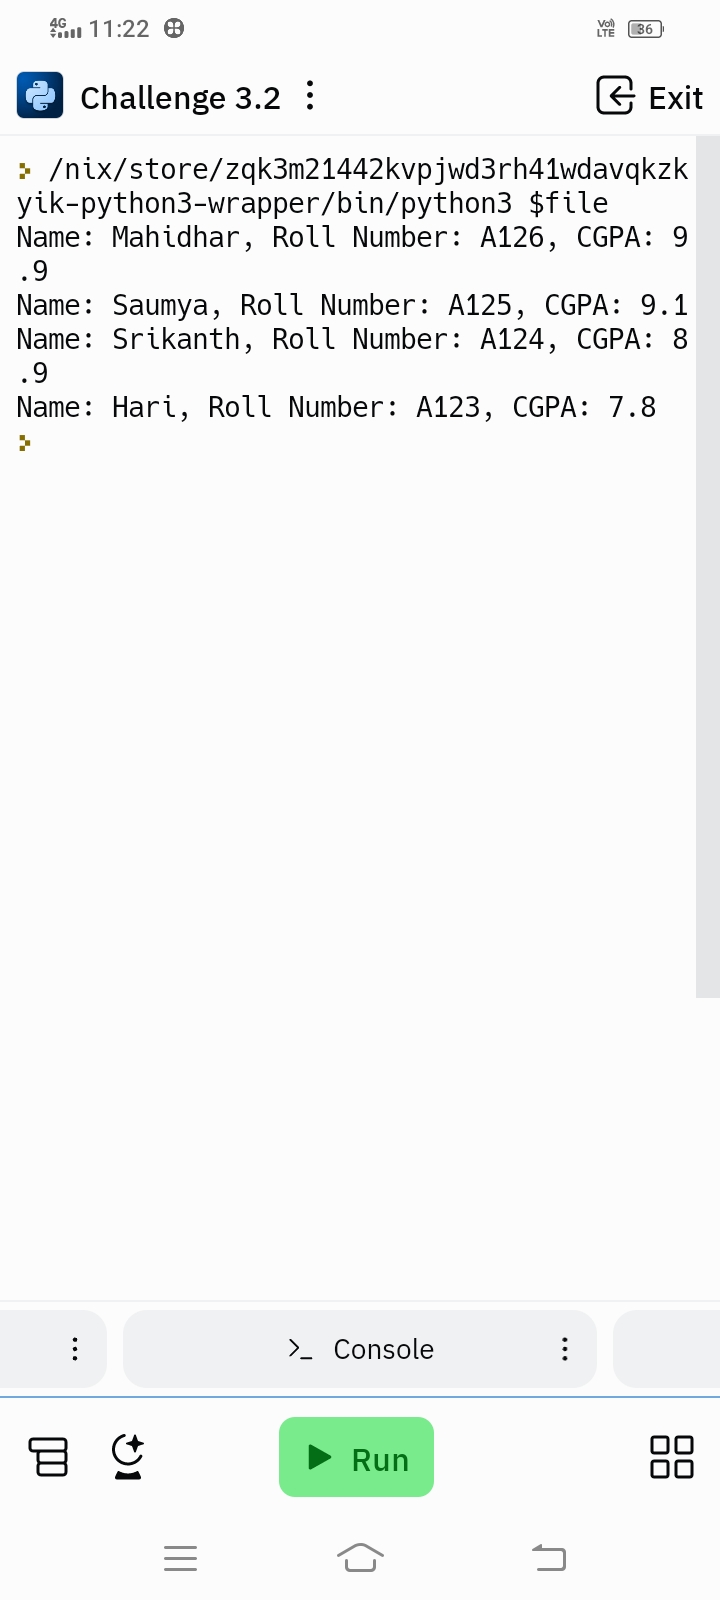 4G 11:22 Vo) LTE 36
Challenge 3.2 Exit
/nix/store/zqk3m21442kvpjwd3rh41wdavqkzk
yik-python3-wrapper/bin/python3 $file
Name: Mahidhar, Roll Number: A126, CGPA: 9
.9
Name: Saumya, Roll Number: A125, CGPA: 9.1
Name: Srikanth, Roll Number: A124, CGPA: 8
.9
Name: Hari, Roll Number: A123, CGPA: 7.8
Console
Run